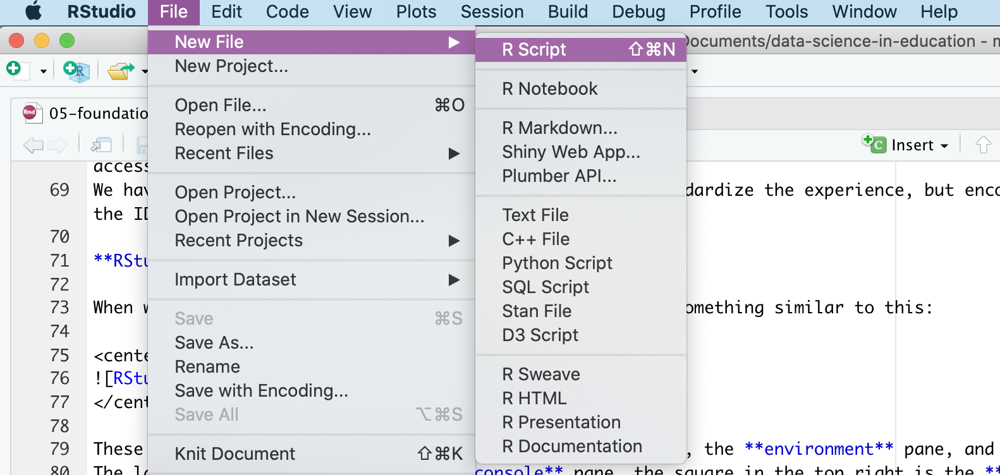 RStudio File Edit Code View Plots Session Build Debug Profile Tools Window Help
Documents/data-science-in-education - m
New File
New Project...
Open File... ⌘O
Reopen with Encoding...
Recent Files
Open Project...
Open Project in New Session...
Recent Projects
Import Dataset
Save ⌘S
Save As...
Rename
Save with Encoding...
Save All ⌥⌘S
Knit Document ⇧⌘K
R Script ⇧⌘N
R Notebook
R Markdown...
Shiny Web App...
Plumber API...
Text File
C++ File
Python Script
SQL Script
Stan File
D3 Script
R Sweave
R HTML
R Presentation
R Documentation
R
Rmd 05-foundatio
C Insert
access
69 We hav dardize the experience, but enco
the ID
70
71 **RStu
72
73 When w omething similar to this:
74
75 <cente
76 ![RStu
77 </cent
78
79 These , the **environment** pane, and
80 The lo console** pane, the square in the top right is the **